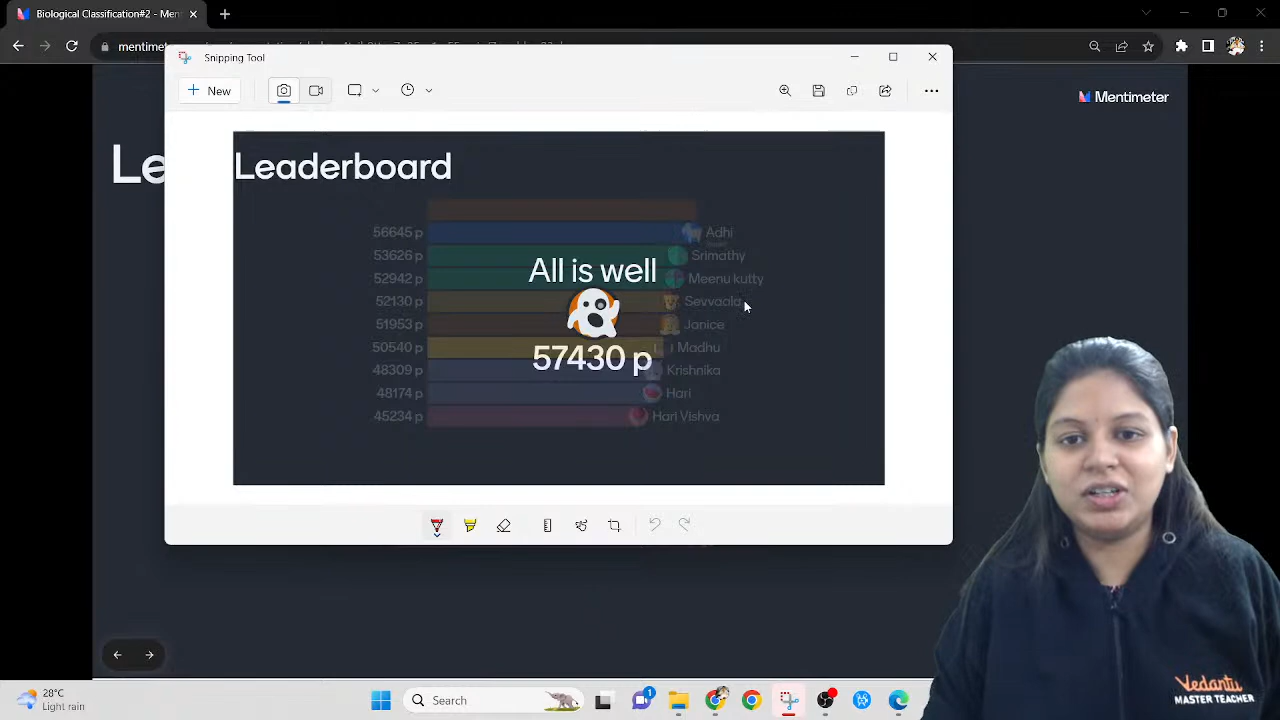 Biological Classification#2 - Men
Snipping Tool
New
Mentimeter
Le
Leaderboard
56645 p Adhi
53626 p Srimathy
52942 p Meenu kutty
All is well
52130 p Sevvaala
51953 p Janice
50540 p Madhu
57430 p
48309 p Krishnika
48174 p Hari
45234 p Hari Vishva
Vedantu
MASTER TEACHER
28°C
Light rain
Search
1